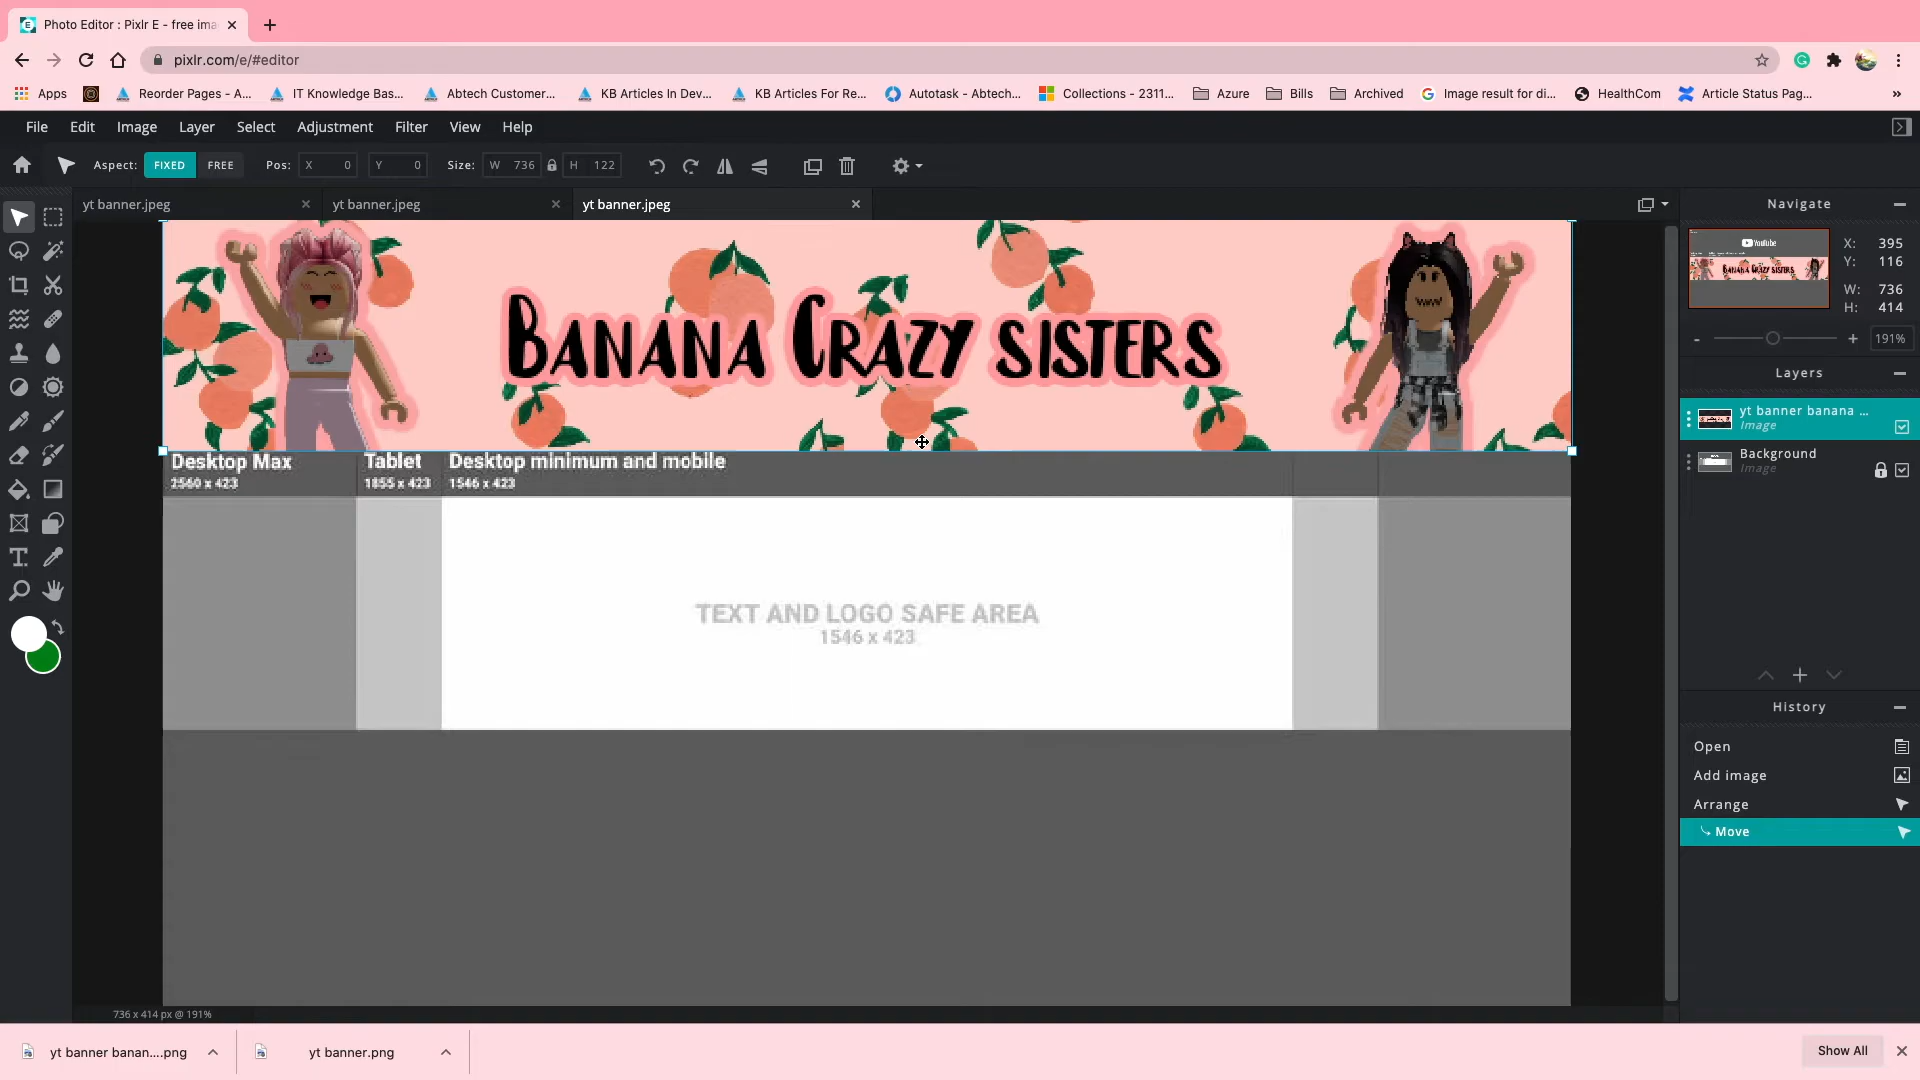 Photo Editor : Pixlr E - free ima
pixlr.com/e/#editor
Apps
Reorder Pages - A...
IT Knowledge Bas...
Abtech Customer...
KB Articles In Dev...
KB Articles For Re...
Autotask - Abtech...
Collections - 2311...
Azure
Bills
Archived
Image result for di...
HealthCom
Article Status Pag...
»
File Edit Image Layer Select Adjustment Filter View Help
Aspect: FIXED FREE Pos: X 0 Y 0 Size: W 736 H 122
yt banner.jpeg
yt banner.jpeg
yt banner.jpeg
Navigate
YouTube
BANANA CRAZY SISTERS
X: 395
Y: 116
W: 736
H: 414
- + 191%
BANANA CRAZY SISTERS
Layers
yt banner banana ...
Image
Background
Image
Desktop Max
2560 x 423
Tablet
1855 x 423
Desktop minimum and mobile
1546 x 423
TEXT AND LOGO SAFE AREA
1546 x 423
History
Open
Add image
Arrange
Move
736 x 414 px @ 191%
yt banner banan....png
yt banner.png
Show All